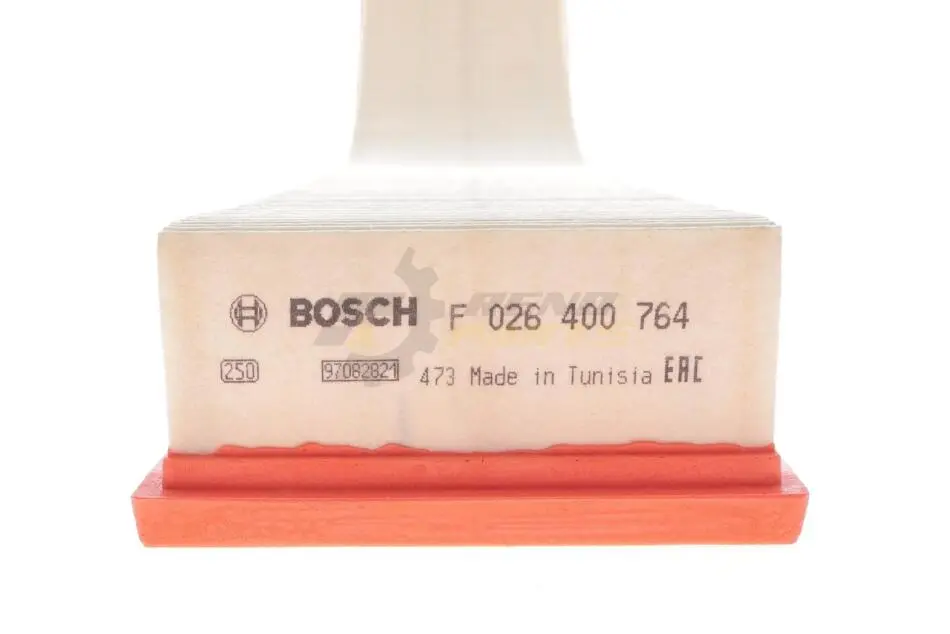 BOSCH F 026 400 764
250 97082821 473 Made in Tunisia EAC